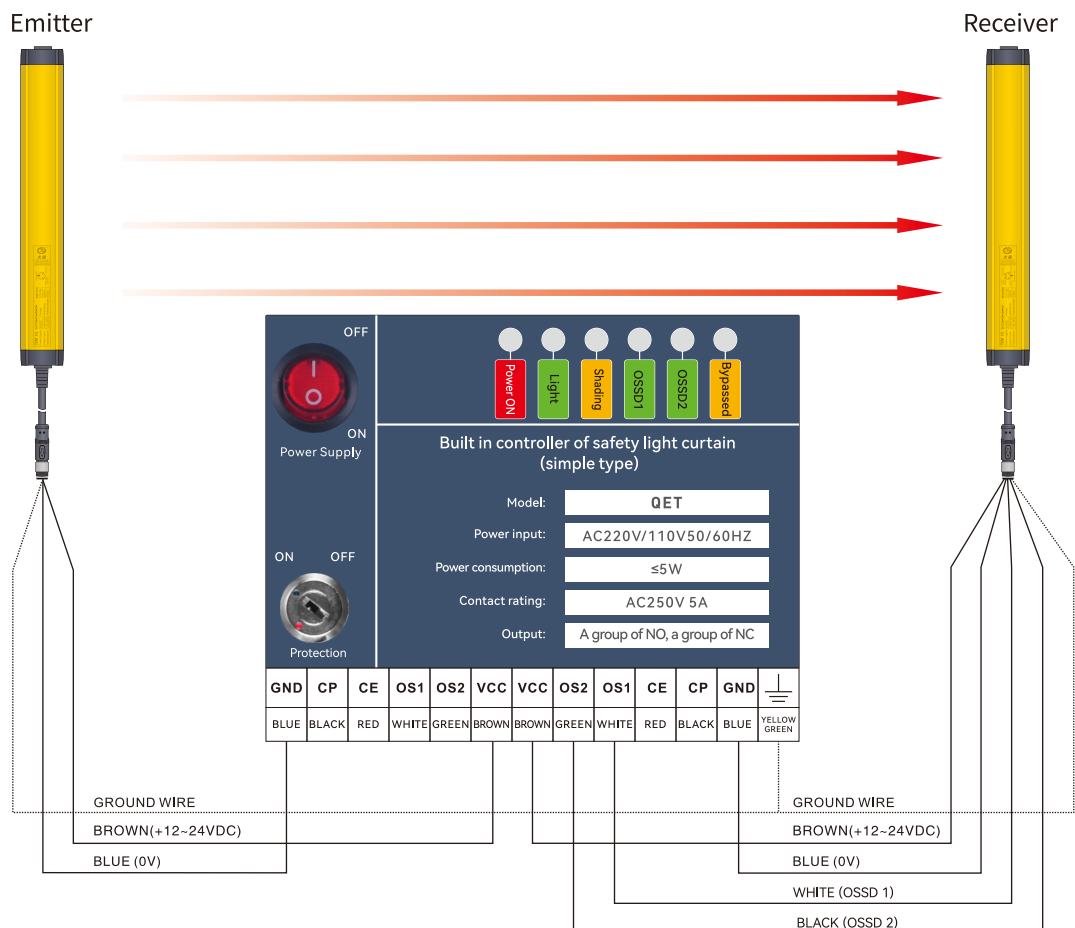 Emitter
Receiver
OFF
ON
Power Supply
Power ON
Light
Shading
OSSD1
OSSD2
Bypassed
Built in controller of safety light curtain
(simple type)
Model: QET
Power input: AC220V/110V50/60HZ
Power consumption: ≤5W
Contact rating: AC250V 5A
Output: A group of NO, a group of NC
ON OFF
Protection
GND CP CE OS1 OS2 VCC VCC OS2 OS1 CE CP GND
BLUE BLACK RED WHITE GREEN BROWN BROWN GREEN WHITE RED BLACK BLUE YELLOW
GREEN
GROUND WIRE
BROWN(+12~24VDC)
BLUE (0V)
GROUND WIRE
BROWN(+12~24VDC)
BLUE (0V)
WHITE (OSSD 1)
BLACK (OSSD 2)